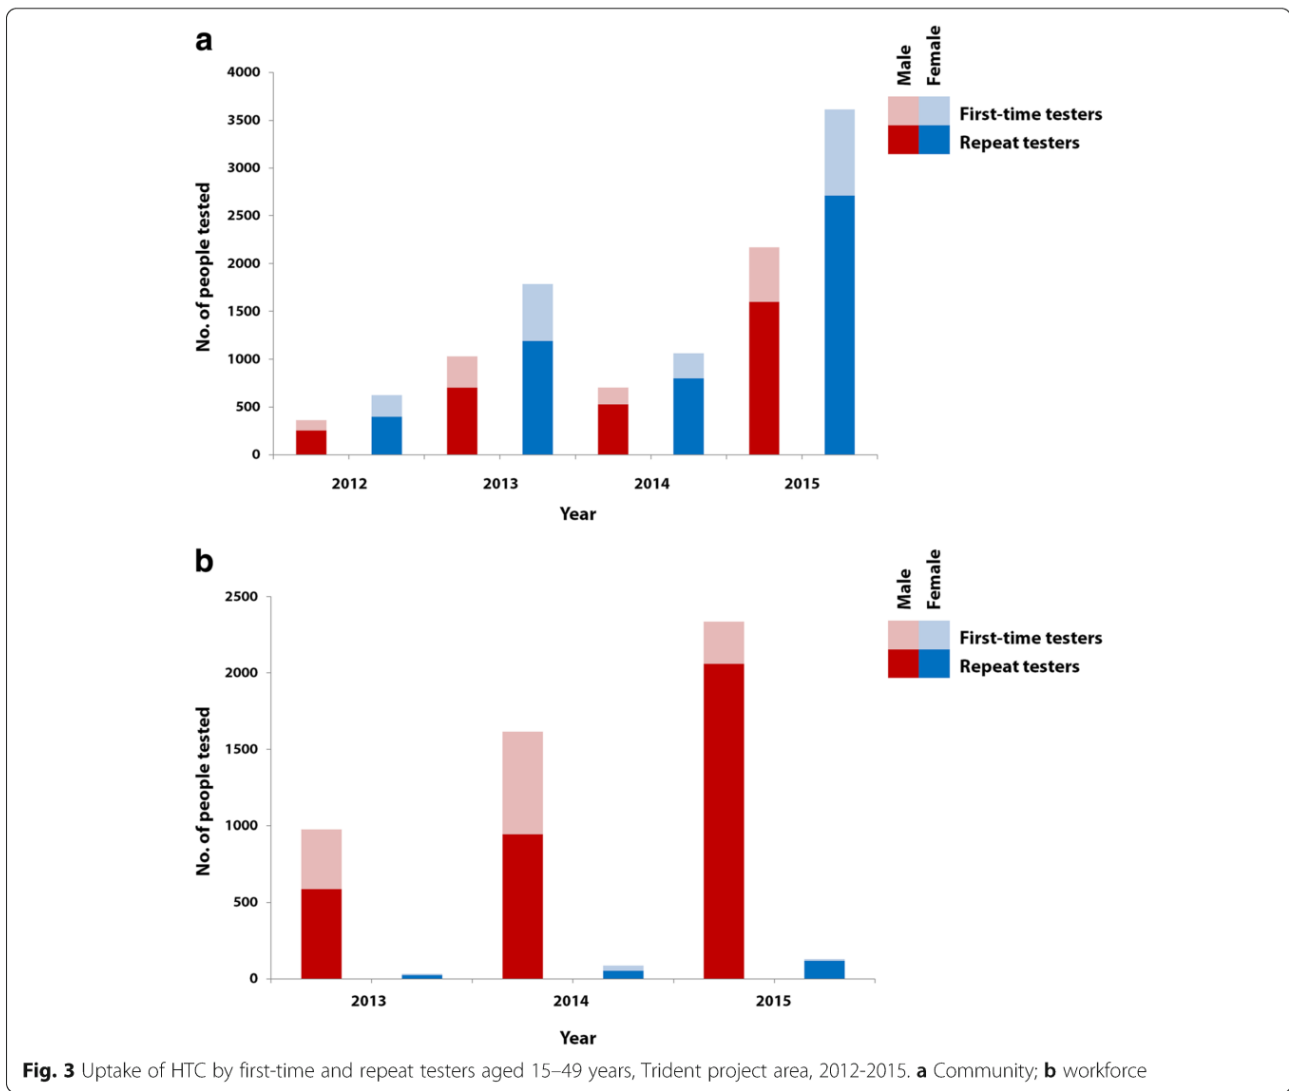 a
Male
Female
First-time testers
Repeat testers
No. of people tested
4000
3500
3000
2500
2000
1500
1000
500
0
2012 2013 2014 2015
Year
b
Male
Female
First-time testers
Repeat testers
No. of people tested
2500
2000
1500
1000
500
0
2013 2014 2015
Year
Fig. 3 Uptake of HTC by first-time and repeat testers aged 15–49 years, Trident project area, 2012-2015. a Community; b workforce